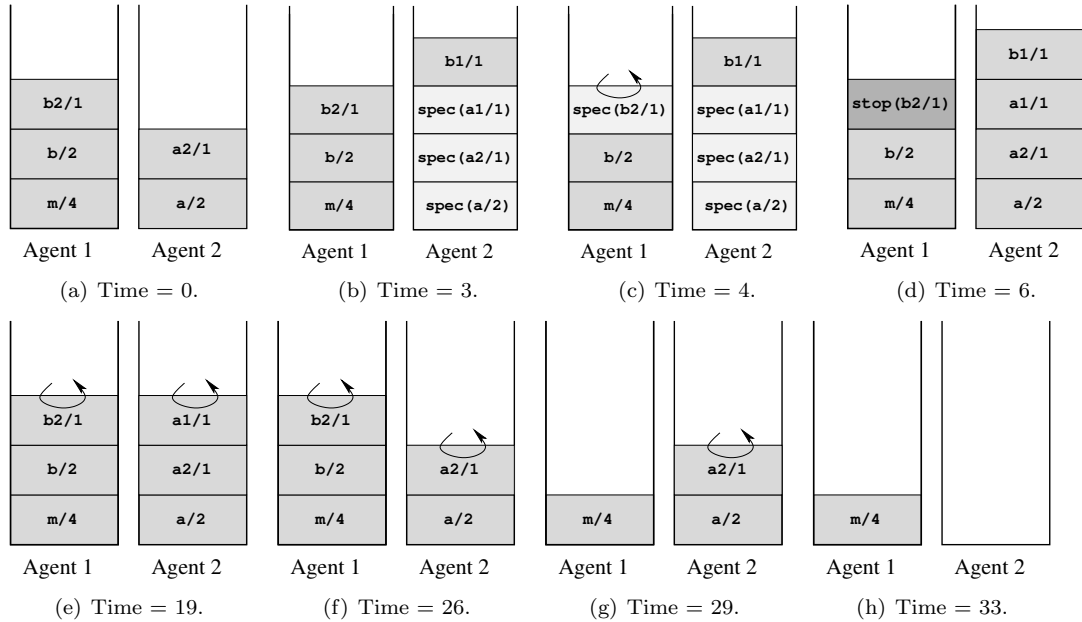 b2/1
b/2
m/4
a2/1
a/2
Agent 1
Agent 2
(a) Time = 0.
b2/1
b/2
m/4
b1/1
spec(a1/1)
spec(a2/1)
spec(a/2)
Agent 1
Agent 2
(b) Time = 3.
spec(b2/1)
b/2
m/4
b1/1
spec(a1/1)
spec(a2/1)
spec(a/2)
Agent 1
Agent 2
(c) Time = 4.
stop(b2/1)
b/2
m/4
b1/1
a1/1
a2/1
a/2
Agent 1
Agent 2
(d) Time = 6.
b2/1
b/2
m/4
a1/1
a2/1
a/2
Agent 1
Agent 2
(e) Time = 19.
b2/1
b/2
m/4
a2/1
a/2
Agent 1
Agent 2
(f) Time = 26.
m/4
a2/1
a/2
Agent 1
Agent 2
(g) Time = 29.
m/4
Agent 1
Agent 2
(h) Time = 33.